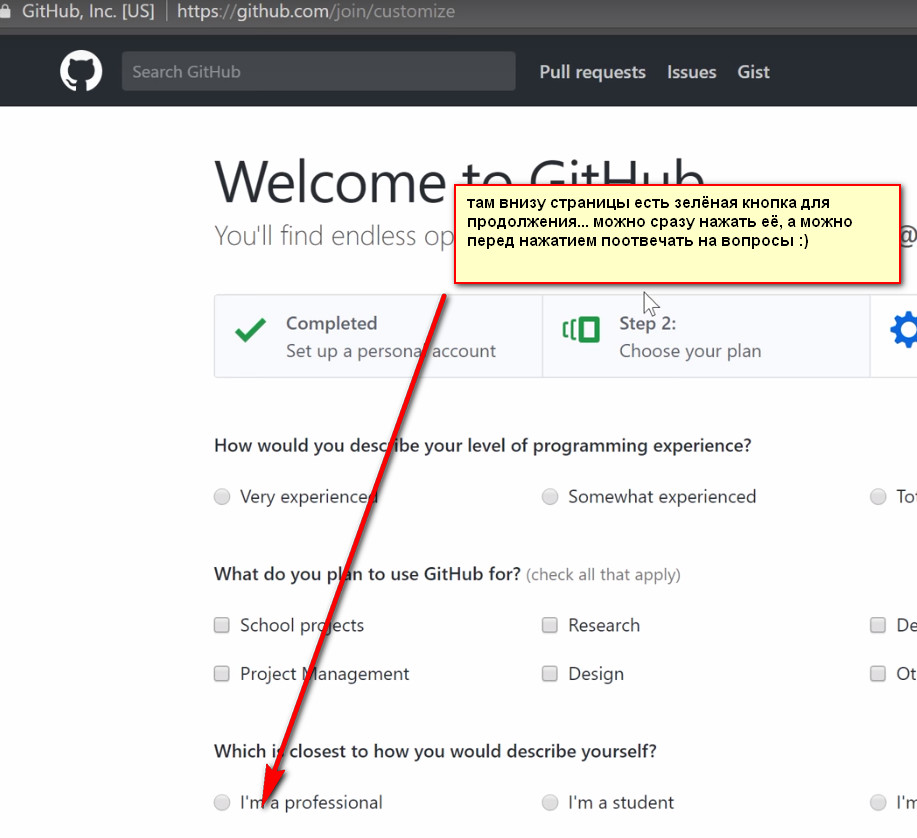 GitHub, Inc. [US] https://github.com/join/customize
Search GitHub Pull requests Issues Gist
Welcome to GitHub
там внизу страницы есть зелёная кнопка для
продолжения... можно сразу нажать её, а можно
перед нажатием поотвечать на вопросы :)
You'll find endless op @
Completed
Set up a personal account
Step 2:
Choose your plan
How would you describe your level of programming experience?
Very experienced Somewhat experienced To
What do you plan to use GitHub for? (check all that apply)
School projects Research De
Project Management Design Ot
Which is closest to how you would describe yourself?
I'm a professional I'm a student I'm